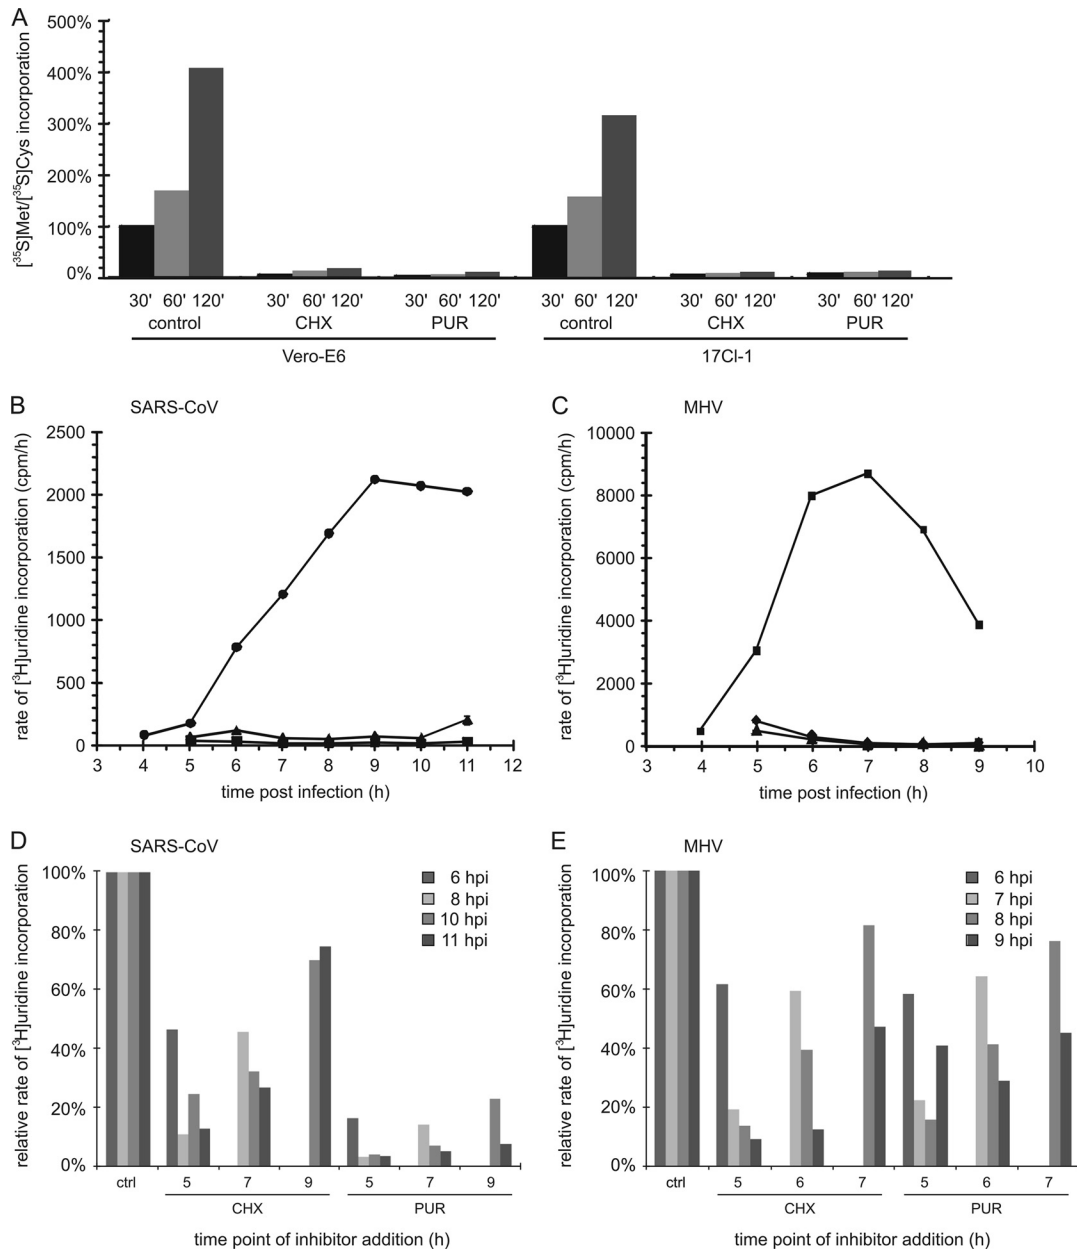 A
[³⁵S]Met/[³⁵S]Cys incorporation
500%
400%
300%
200%
100%
0%
30' 60' 120' 30' 60' 120' 30' 60' 120' 30' 60' 120' 30' 60' 120' 30' 60' 120'
control CHX PUR control CHX PUR
Vero-E6 17Cl-1
B SARS-CoV
rate of [³H]uridine incorporation (cpm/h)
2500
2000
1500
1000
500
0
3 4 5 6 7 8 9 10 11 12
time post infection (h)
C MHV
rate of [³H]uridine incorporation (cpm/h)
10000
8000
6000
4000
2000
0
3 4 5 6 7 8 9 10
time post infection (h)
D SARS-CoV
relative rate of [³H]uridine incorporation
100%
80%
60%
40%
20%
0%
6 hpi
8 hpi
10 hpi
11 hpi
ctrl 5 7 9 5 7 9
CHX PUR
time point of inhibitor addition (h)
E MHV
relative rate of [³H]uridine incorporation
100%
80%
60%
40%
20%
0%
6 hpi
7 hpi
8 hpi
9 hpi
ctrl 5 6 7 5 6 7
CHX PUR
time point of inhibitor addition (h)